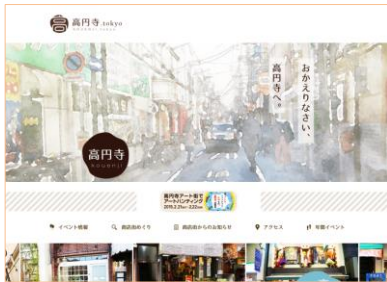 高円寺.tokyo
おかえりなさい、
高円寺へ。
高円寺
KOUENJI
高円寺アート街で
アートハンティング
イベント情報
商店街めぐり
商店街からのお知らせ
アクセス
年間イベント